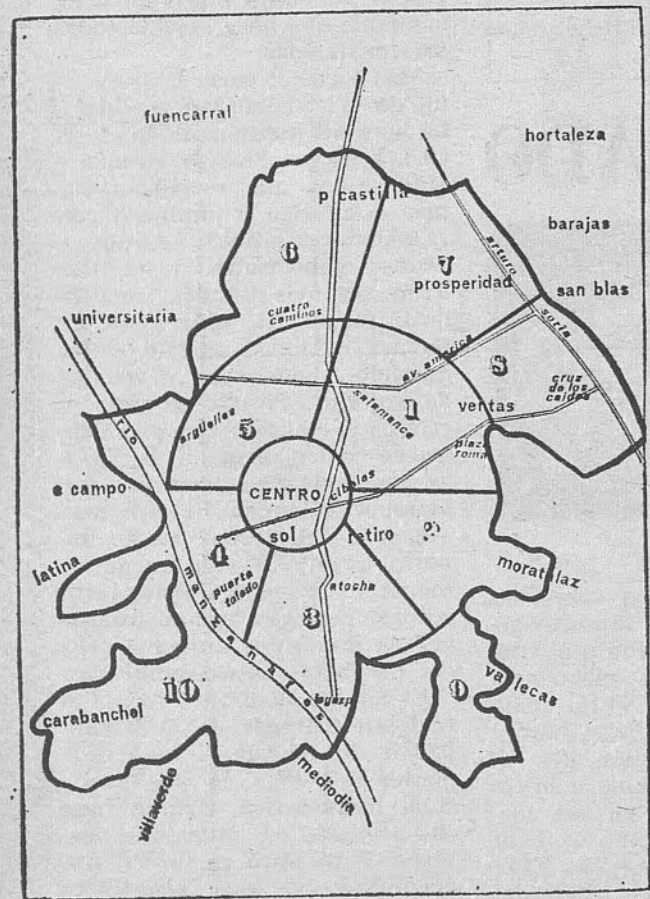 fuencarral
hortaleza
p castilla
barajas
6
7
arturo
prosperidad
san blas
cuatro
caminos
universitaria
soria
av. america
s
cruz
de los
caidos
salamanca
1
ventas
argüelles
5
plaza
roma
rio
e campo
CENTRO
cibeles
sol
retiro
4
moratalaz
latina
manzanares
puerta
toledo
atocha
8
vallecas
9
10
carabanchel
legazpi
mediodia
villaverde